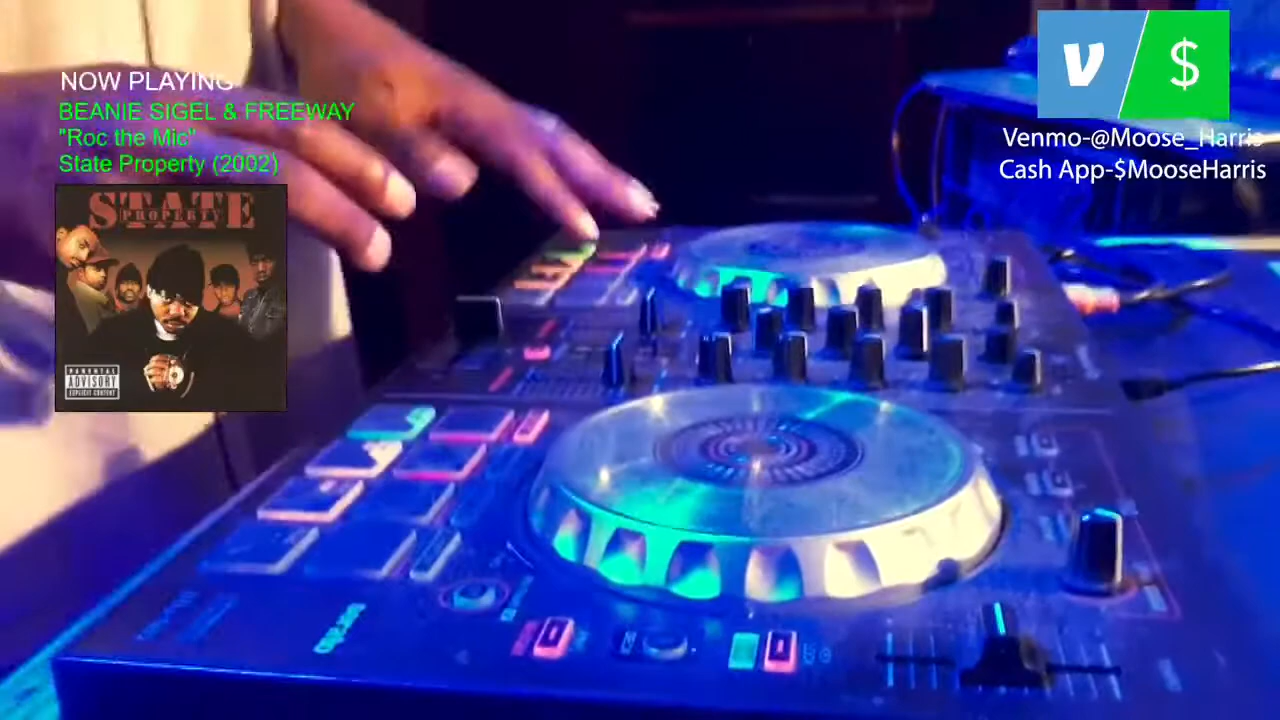 NOW PLAYING
BEANIE SIGEL & FREEWAY
"Roc the Mic"
State Property (2002)
STATE
PROPERTY
PARENTAL
ADVISORY
EXPLICIT CONTENT
V $
Venmo-@Moose_Harris
Cash App-$MooseHarris
serato